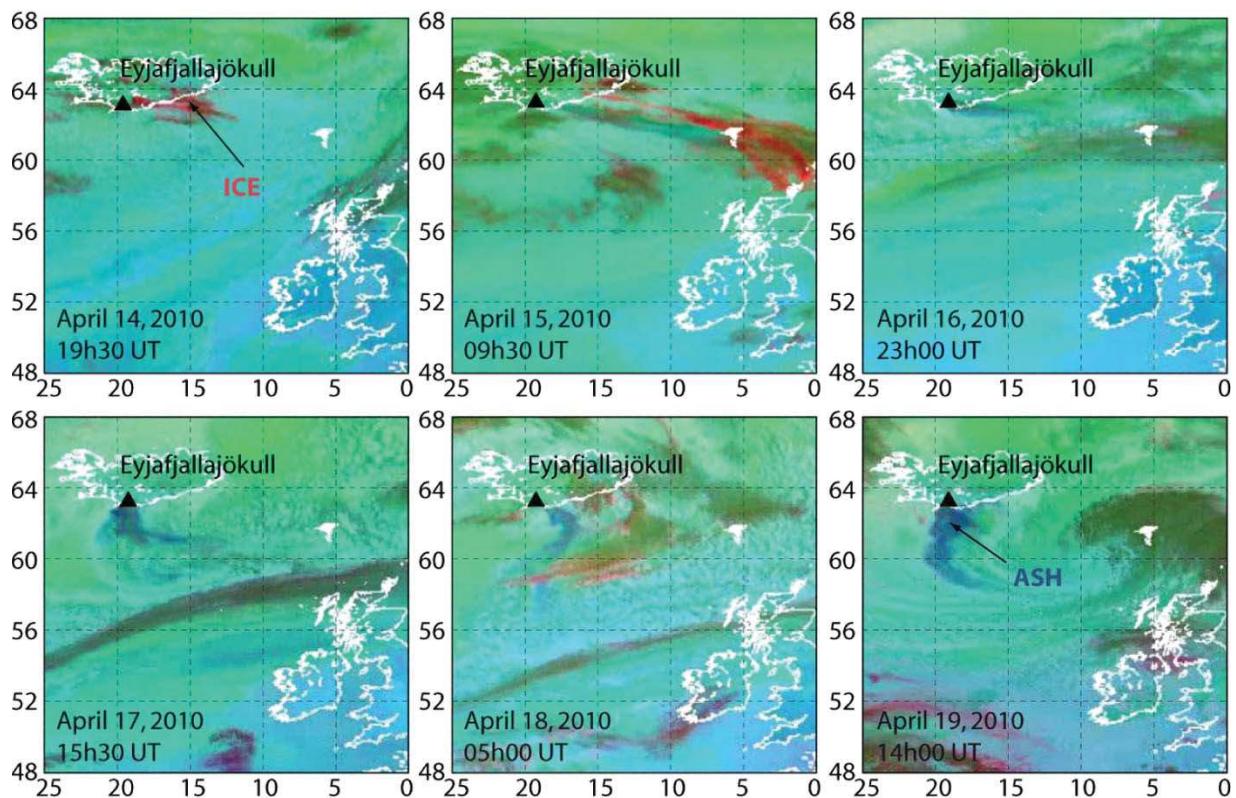 68
64
60
56
52
48
Eyjafjallajökull
ICE
April 14, 2010
19h30 UT
25 20 15 10 5 0
68
64
60
56
52
48
Eyjafjallajökull
April 15, 2010
09h30 UT
25 20 15 10 5 0
68
64
60
56
52
48
Eyjafjallajökull
April 16, 2010
23h00 UT
25 20 15 10 5 0
68
64
60
56
52
48
Eyjafjallajökull
April 17, 2010
15h30 UT
25 20 15 10 5 0
68
64
60
56
52
48
Eyjafjallajökull
April 18, 2010
05h00 UT
25 20 15 10 5 0
68
64
60
56
52
48
Eyjafjallajökull
ASH
April 19, 2010
14h00 UT
25 20 15 10 5 0